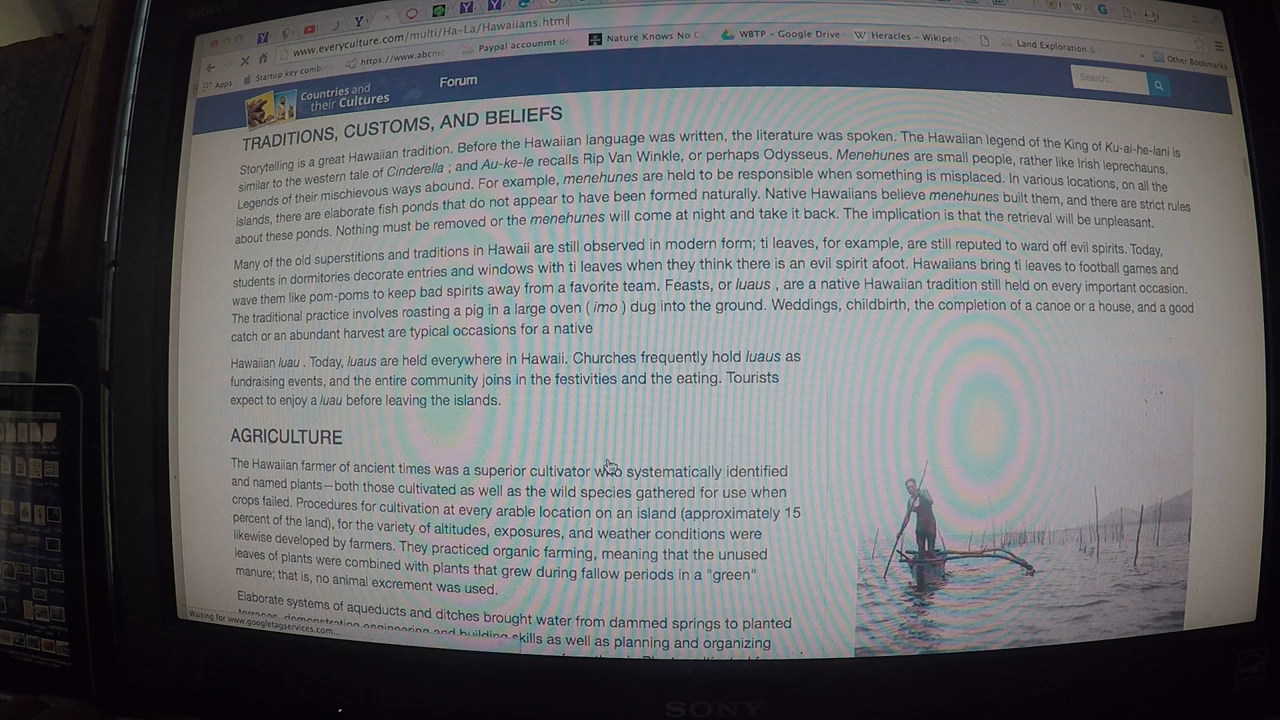 www.everyculture.com/multi/Ha-La/Hawaiians.html
Apps
Startup key comb
https://www.abcmo
Paypal accounmt do
Nature Knows No C
WBTP – Google Drive
Heracles – Wikipe
Land Exploration &
Other Bookmarks
Countries and
their Cultures
Forum
Search...
TRADITIONS, CUSTOMS, AND BELIEFS
Storytelling is a great Hawaiian tradition. Before the Hawaiian language was written, the literature was spoken. The Hawaiian legend of the King of Ku-ai-he-lani is
similar to the western tale of Cinderella ; and Au-ke-le recalls Rip Van Winkle, or perhaps Odysseus. Menehunes are small people, rather like Irish leprechauns.
Legends of their mischievous ways abound. For example, menehunes are held to be responsible when something is misplaced. In various locations, on all the
islands, there are elaborate fish ponds that do not appear to have been formed naturally. Native Hawaiians believe menehunes built them, and there are strict rules
about these ponds. Nothing must be removed or the menehunes will come at night and take it back. The implication is that the retrieval will be unpleasant.
Many of the old superstitions and traditions in Hawaii are still observed in modern form; ti leaves, for example, are still reputed to ward off evil spirits. Today,
students in dormitories decorate entries and windows with ti leaves when they think there is an evil spirit afoot. Hawaiians bring ti leaves to football games and
wave them like pom-poms to keep bad spirits away from a favorite team. Feasts, or luaus , are a native Hawaiian tradition still held on every important occasion.
The traditional practice involves roasting a pig in a large oven ( imo ) dug into the ground. Weddings, childbirth, the completion of a canoe or a house, and a good
catch or an abundant harvest are typical occasions for a native
Hawaiian luau . Today, luaus are held everywhere in Hawaii. Churches frequently hold luaus as
fundraising events, and the entire community joins in the festivities and the eating. Tourists
expect to enjoy a luau before leaving the islands.
AGRICULTURE
The Hawaiian farmer of ancient times was a superior cultivator who systematically identified
and named plants—both those cultivated as well as the wild species gathered for use when
crops failed. Procedures for cultivation at every arable location on an island (approximately 15
percent of the land), for the variety of altitudes, exposures, and weather conditions were
likewise developed by farmers. They practiced organic farming, meaning that the unused
leaves of plants were combined with plants that grew during fallow periods in a "green"
manure; that is, no animal excrement was used.
Elaborate systems of aqueducts and ditches brought water from dammed springs to planted
terraces, demonstrating engineering and building skills as well as planning and organizing
Waiting for www.googletagservices.com...
SONY